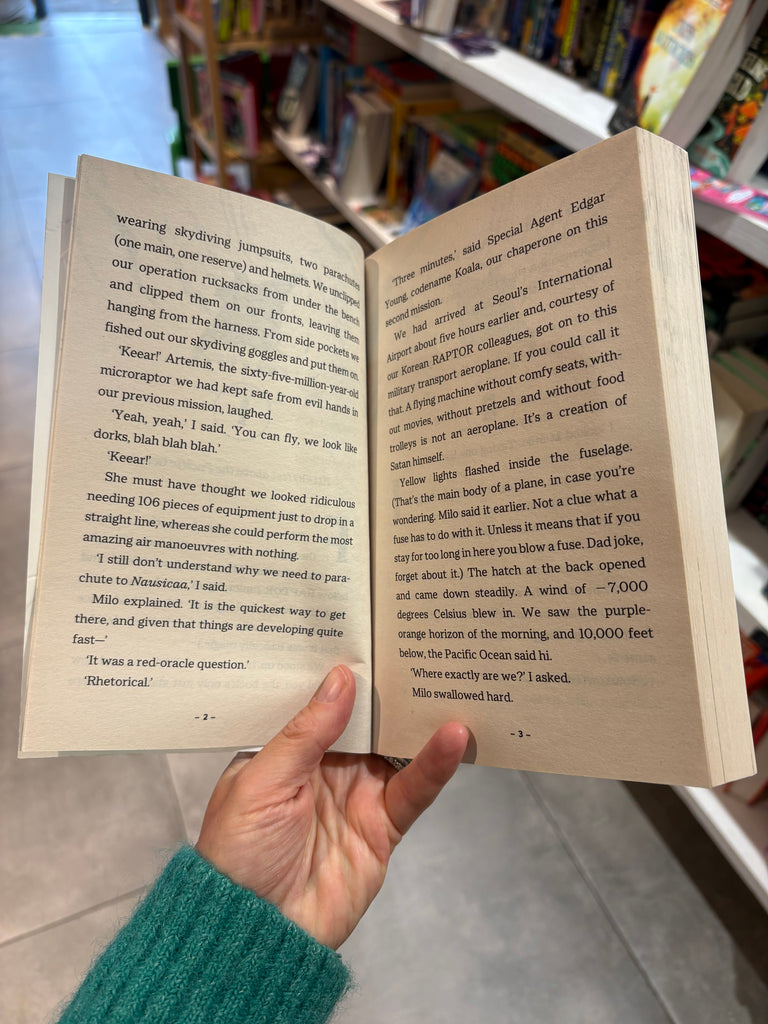 wearing skydiving jumpsuits, two parachutes
(one main, one reserve) and helmets. We unclipped
our operation rucksacks from under the bench
and clipped them on our fronts, leaving them
hanging from the harness. From side pockets we
fished out our skydiving goggles and put them on.
‘Keear!’ Artemis, the sixty-five-million-year-old
microraptor we had kept safe from evil hands in
our previous mission, laughed.
‘Yeah, yeah,’ I said. ‘You can fly, we look like
dorks, blah blah blah.’
‘Keear!’
She must have thought we looked ridiculous
needing 106 pieces of equipment just to drop in a
straight line, whereas she could perform the most
amazing air manoeuvres with nothing.
‘I still don’t understand why we need to para-
chute to Nausicaa,’ I said.
Milo explained. ‘It is the quickest way to get
there, and given that things are developing quite
fast—’
‘It was a red-oracle question.’
‘Rhetorical.’
– 2 –
‘Three minutes,’ said Special Agent Edgar
Young, codename Koala, our chaperone on this
second mission.
We had arrived at Seoul’s International
Airport about five hours earlier and, courtesy of
our Korean RAPTOR colleagues, got on to this
military transport aeroplane. If you could call it
that. A flying machine without comfy seats, with-
out movies, without pretzels and without food
trolleys is not an aeroplane. It’s a creation of
Satan himself.
Yellow lights flashed inside the fuselage.
(That’s the main body of a plane, in case you’re
wondering. Milo said it earlier. Not a clue what a
fuse has to do with it. Unless it means that if you
stay for too long in here you blow a fuse. Dad joke,
forget about it.) The hatch at the back opened
and came down steadily. A wind of −7,000
degrees Celsius blew in. We saw the purple-
orange horizon of the morning, and 10,000 feet
below, the Pacific Ocean said hi.
‘Where exactly are we?’ I asked.
Milo swallowed hard.
– 3 –